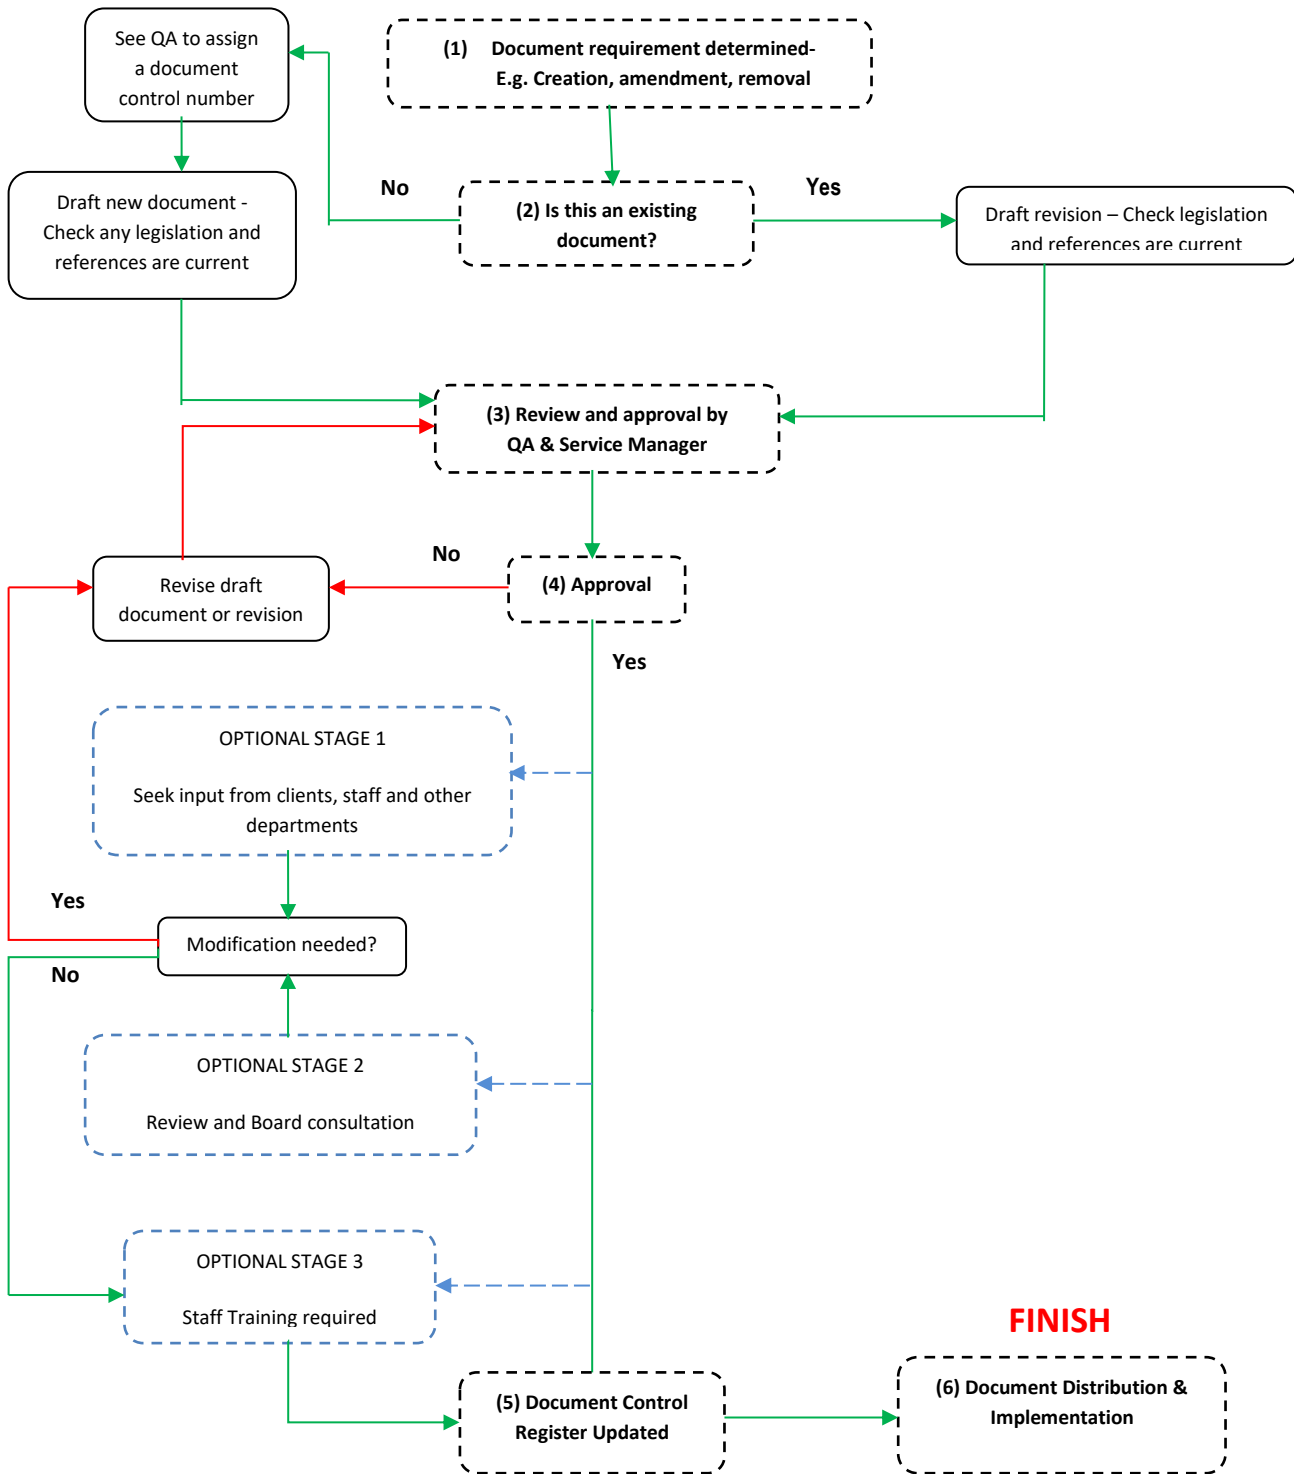 See QA to assign
a document
control number
(1) Document requirement determined-
E.g. Creation, amendment, removal
No
Yes
Draft new document -
Check any legislation and
references are current
(2) Is this an existing
document?
Draft revision – Check legislation
and references are current
(3) Review and approval by
QA & Service Manager
No
Revise draft
document or revision
(4) Approval
Yes
OPTIONAL STAGE 1
Seek input from clients, staff and other
departments
Yes
Modification needed?
No
OPTIONAL STAGE 2
Review and Board consultation
OPTIONAL STAGE 3
Staff Training required
FINISH
(5) Document Control
Register Updated
(6) Document Distribution &
Implementation